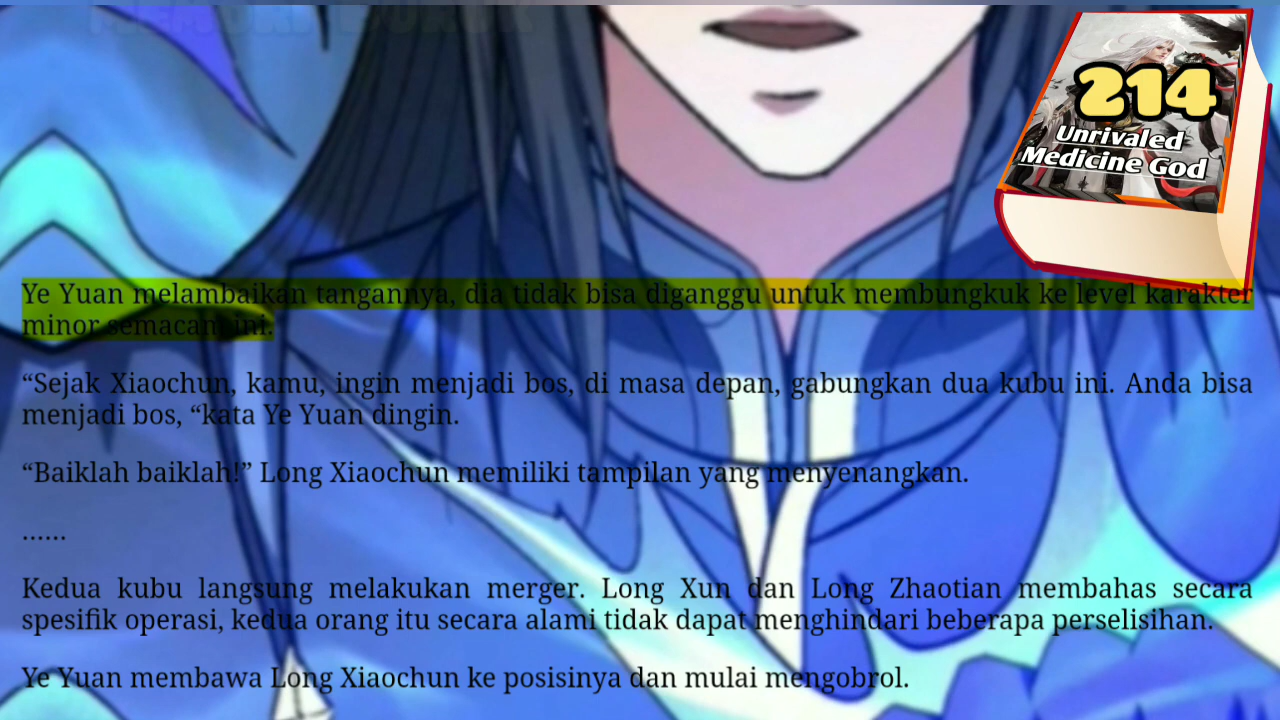 214
Unrivaled
Medicine God
Ye Yuan melambaikan tangannya, dia tidak bisa diganggu untuk membungkuk ke level karakter
minor semacam ini.
“Sejak Xiaochun, kamu, ingin menjadi bos, di masa depan, gabungkan dua kubu ini. Anda bisa
menjadi bos, “kata Ye Yuan dingin.
“Baiklah baiklah!” Long Xiaochun memiliki tampilan yang menyenangkan.
……
Kedua kubu langsung melakukan merger. Long Xun dan Long Zhaotian membahas secara
spesifik operasi, kedua orang itu secara alami tidak dapat menghindari beberapa perselisihan.
Ye Yuan membawa Long Xiaochun ke posisinya dan mulai mengobrol.